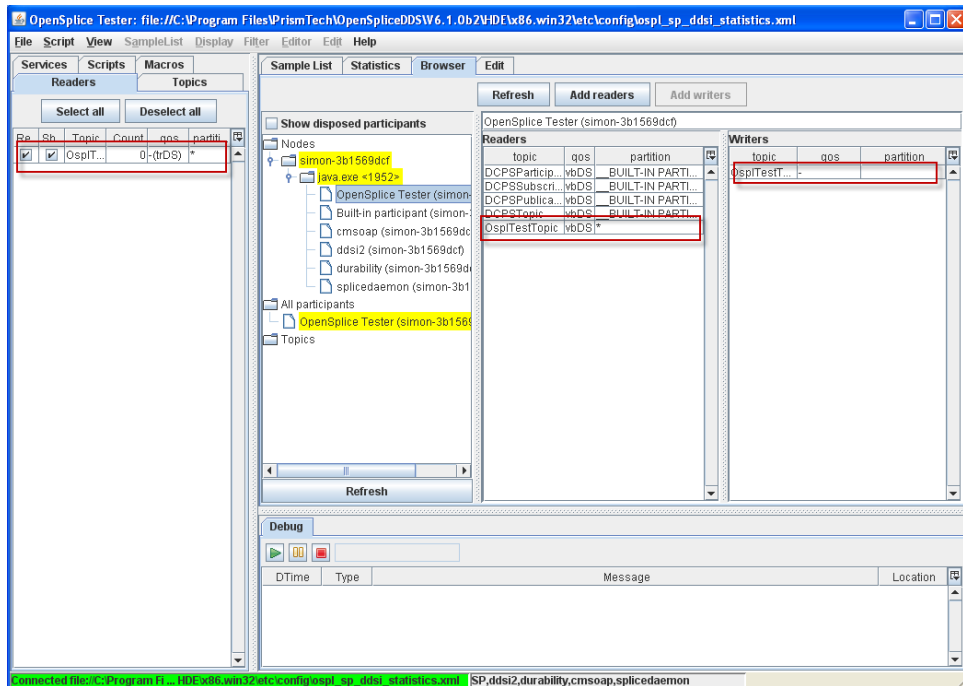 OpenSplice Tester: file://C:\Program Files\PrismTech\OpenSpliceDDS\V6.1.0b2\HDE\x86.win32\etc\config\ospl_sp_ddsi_statistics.xml
File Script View SampleList Display Filter Editor Edit Help
Services Scripts Macros
Readers Topics
Select all Deselect all
Re... Sh... Topic Count qos partiti...
OsplT... 0 -(trDS) *
Sample List Statistics Browser Edit
Refresh Add readers Add writers
Show disposed participants
Nodes
simon-3b1569dcf
java.exe <1952>
OpenSplice Tester (simon-
Built-in participant (simon-
cmsoap (simon-3b1569dc
ddsi2 (simon-3b1569dcf)
durability (simon-3b1569d
splicedaemon (simon-3b1
All participants
OpenSplice Tester (simon-3b156
Topics
Refresh
OpenSplice Tester (simon-3b1569dcf)
Readers
topic qos partition
DCPSParticip... vbDS __BUILT-IN PARTI...
DCPSSubscri... vbDS __BUILT-IN PARTI...
DCPSPublica... vbDS __BUILT-IN PARTI...
DCPSTopic vbDS __BUILT-IN PARTI...
OsplTestTopic vbDS *
Writers
topic qos partition
OsplTestT... -
Debug
DTime Type Message Location
Connected file://C:\Program Fi ... HDE\x86.win32\etc\config\ospl_sp_ddsi_statistics.xml SP,ddsi2,durability,cmsoap,splicedaemon